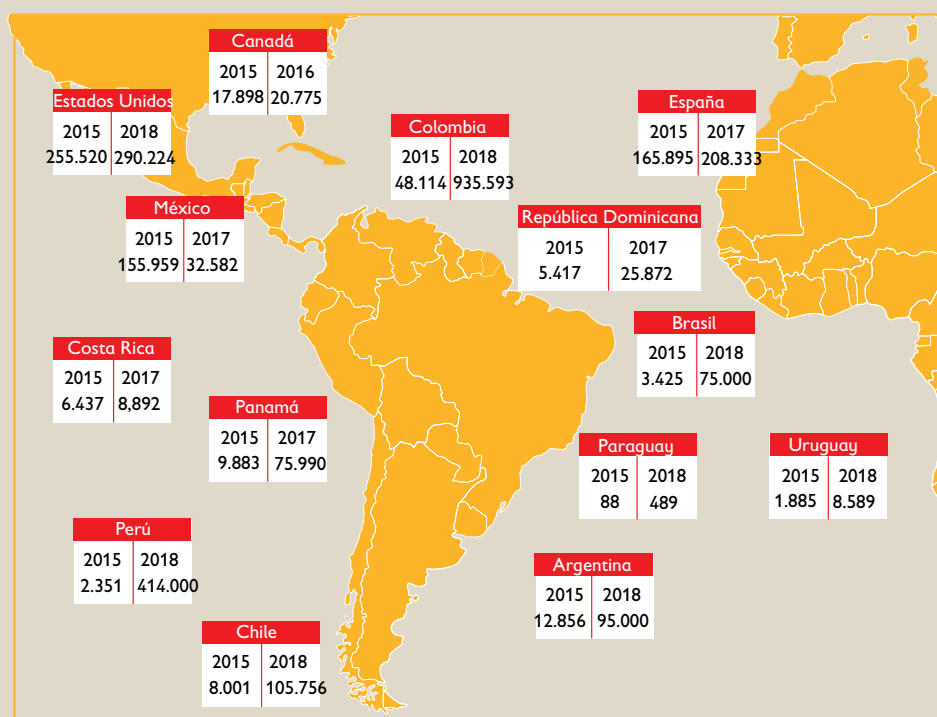 Canadá
2015 2016
17.898 20.775
Estados Unidos
2015 2018
255.520 290.224
Colombia
2015 2018
48.114 935.593
España
2015 2017
165.895 208.333
México
2015 2017
155.959 32.582
República Dominicana
2015 2017
5.417 25.872
Brasil
2015 2018
3.425 75.000
Costa Rica
2015 2017
6.437 8,892
Panamá
2015 2017
9.883 75.990
Paraguay
2015 2018
88 489
Uruguay
2015 2018
1.885 8.589
Perú
2015 2018
2.351 414.000
Argentina
2015 2018
12.856 95.000
Chile
2015 2018
8.001 105.756